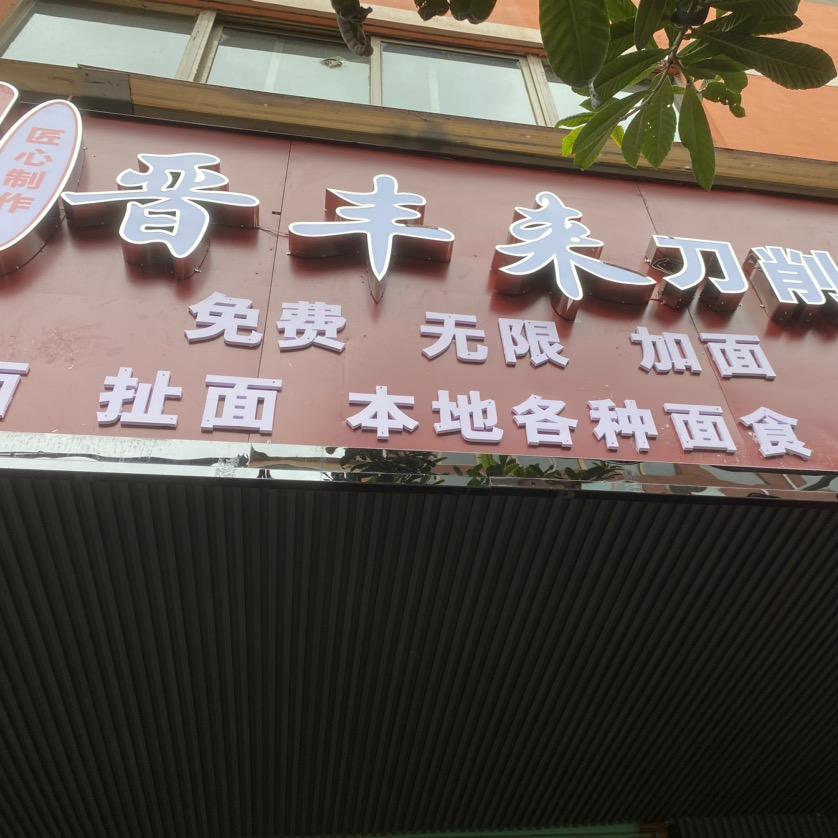 匠心制作
晋丰来刀削
免费 无限 加面
面 扯面 本地各种面食